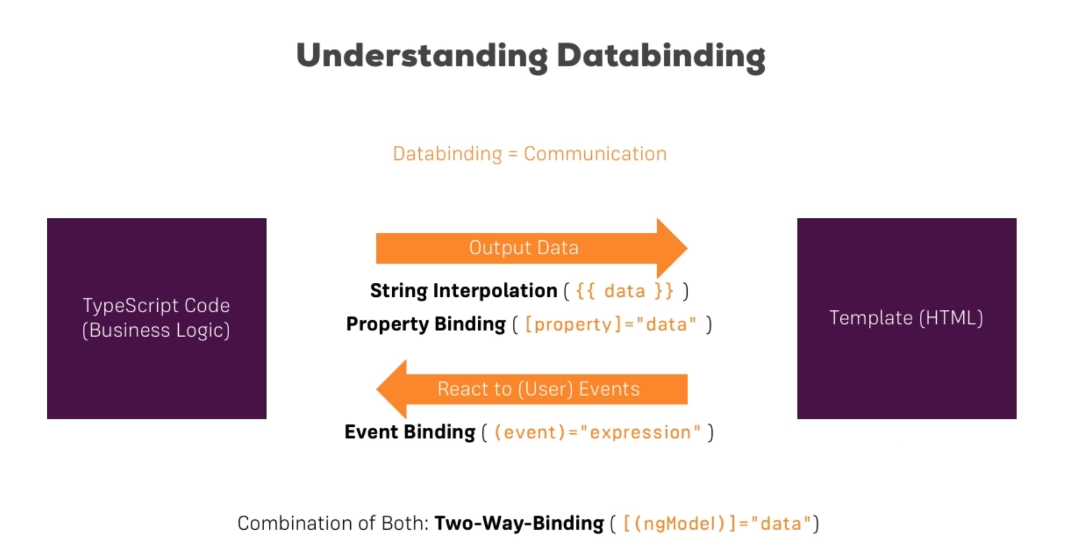 Understanding Databinding
Databinding = Communication
Output Data
String Interpolation ( {{ data }} )
TypeScript Code
(Business Logic)
Property Binding ( [property]="data" )
Template (HTML)
React to (User) Events
Event Binding ( (event)="expression" )
Combination of Both: Two-Way-Binding ( [(ngModel)]="data")